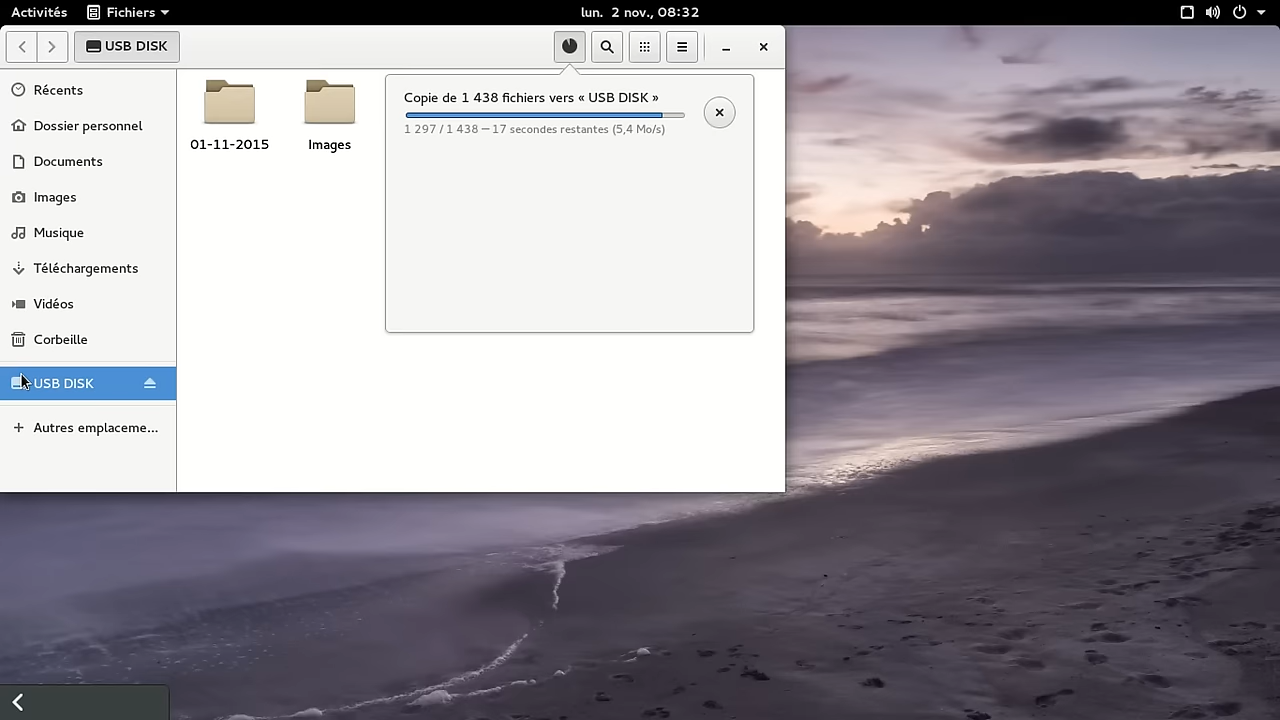 Activités Fichiers lun. 2 nov., 08:32
USB DISK
Récents
Dossier personnel
Documents
Images
Musique
Téléchargements
Vidéos
Corbeille
USB DISK
Autres emplaceme...
01-11-2015
Images
Copie de 1 438 fichiers vers « USB DISK »
1 297 / 1 438 — 17 secondes restantes (5,4 Mo/s)